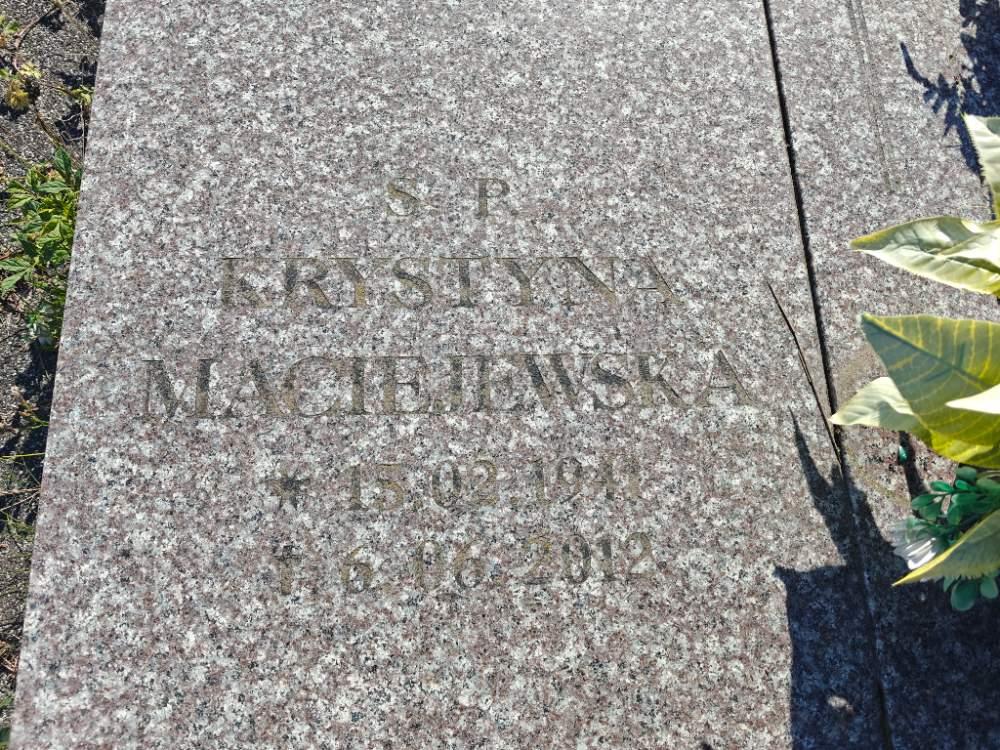 Ś. P.
KRYSTYNA
MACIEJEWSKA
* 15.02.1941
† 6.06.2012